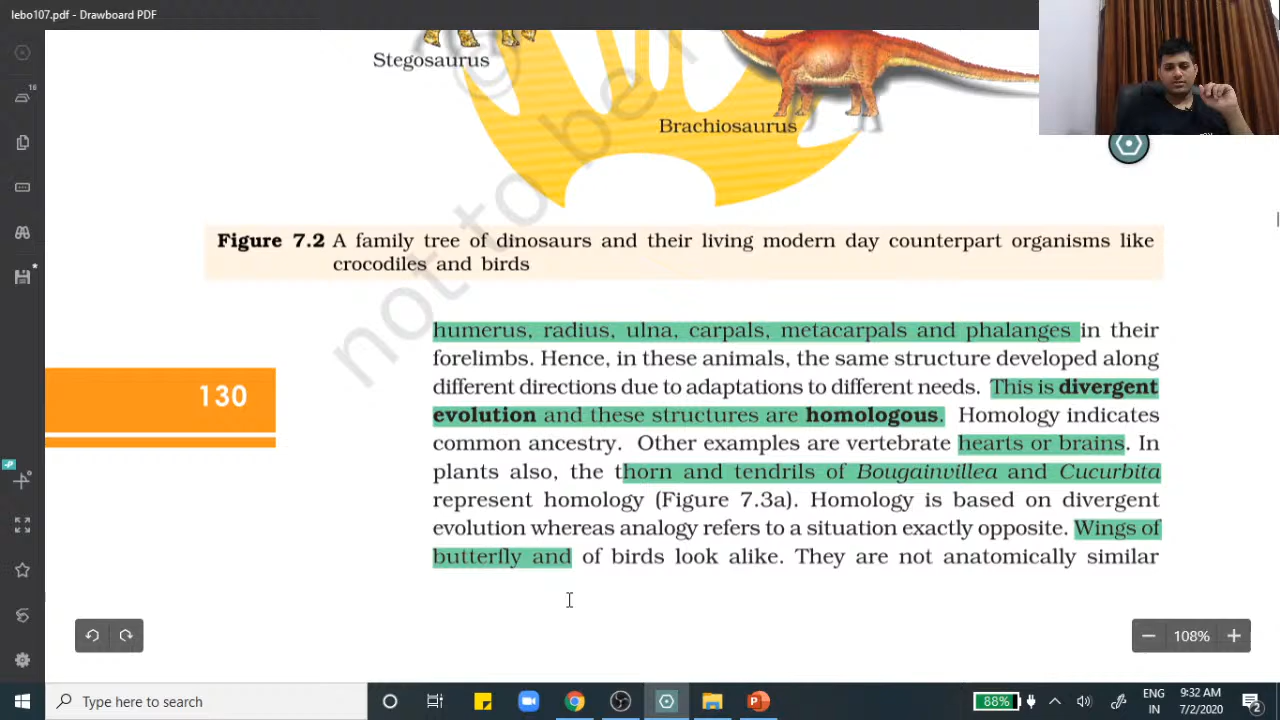 lebo107.pdf - Drawboard PDF
Stegosaurus
Brachiosaurus
not to be
Figure 7.2 A family tree of dinosaurs and their living modern day counterpart organisms like
crocodiles and birds
18
humerus, radius, ulna, carpals, metacarpals and phalanges in their
forelimbs. Hence, in these animals, the same structure developed along
130
different directions due to adaptations to different needs. This is divergent
evolution and these structures are homologous. Homology indicates
common ancestry. Other examples are vertebrate hearts or brains. In
plants also, the thorn and tendrils of Bougainvillea and Cucurbita
represent homology (Figure 7.3a). Homology is based on divergent
evolution whereas analogy refers to a situation exactly opposite. Wings of
butterfly and of birds look alike. They are not anatomically similar
108%
Type here to search
88%
ENG
IN
9:32 AM
7/2/2020
2